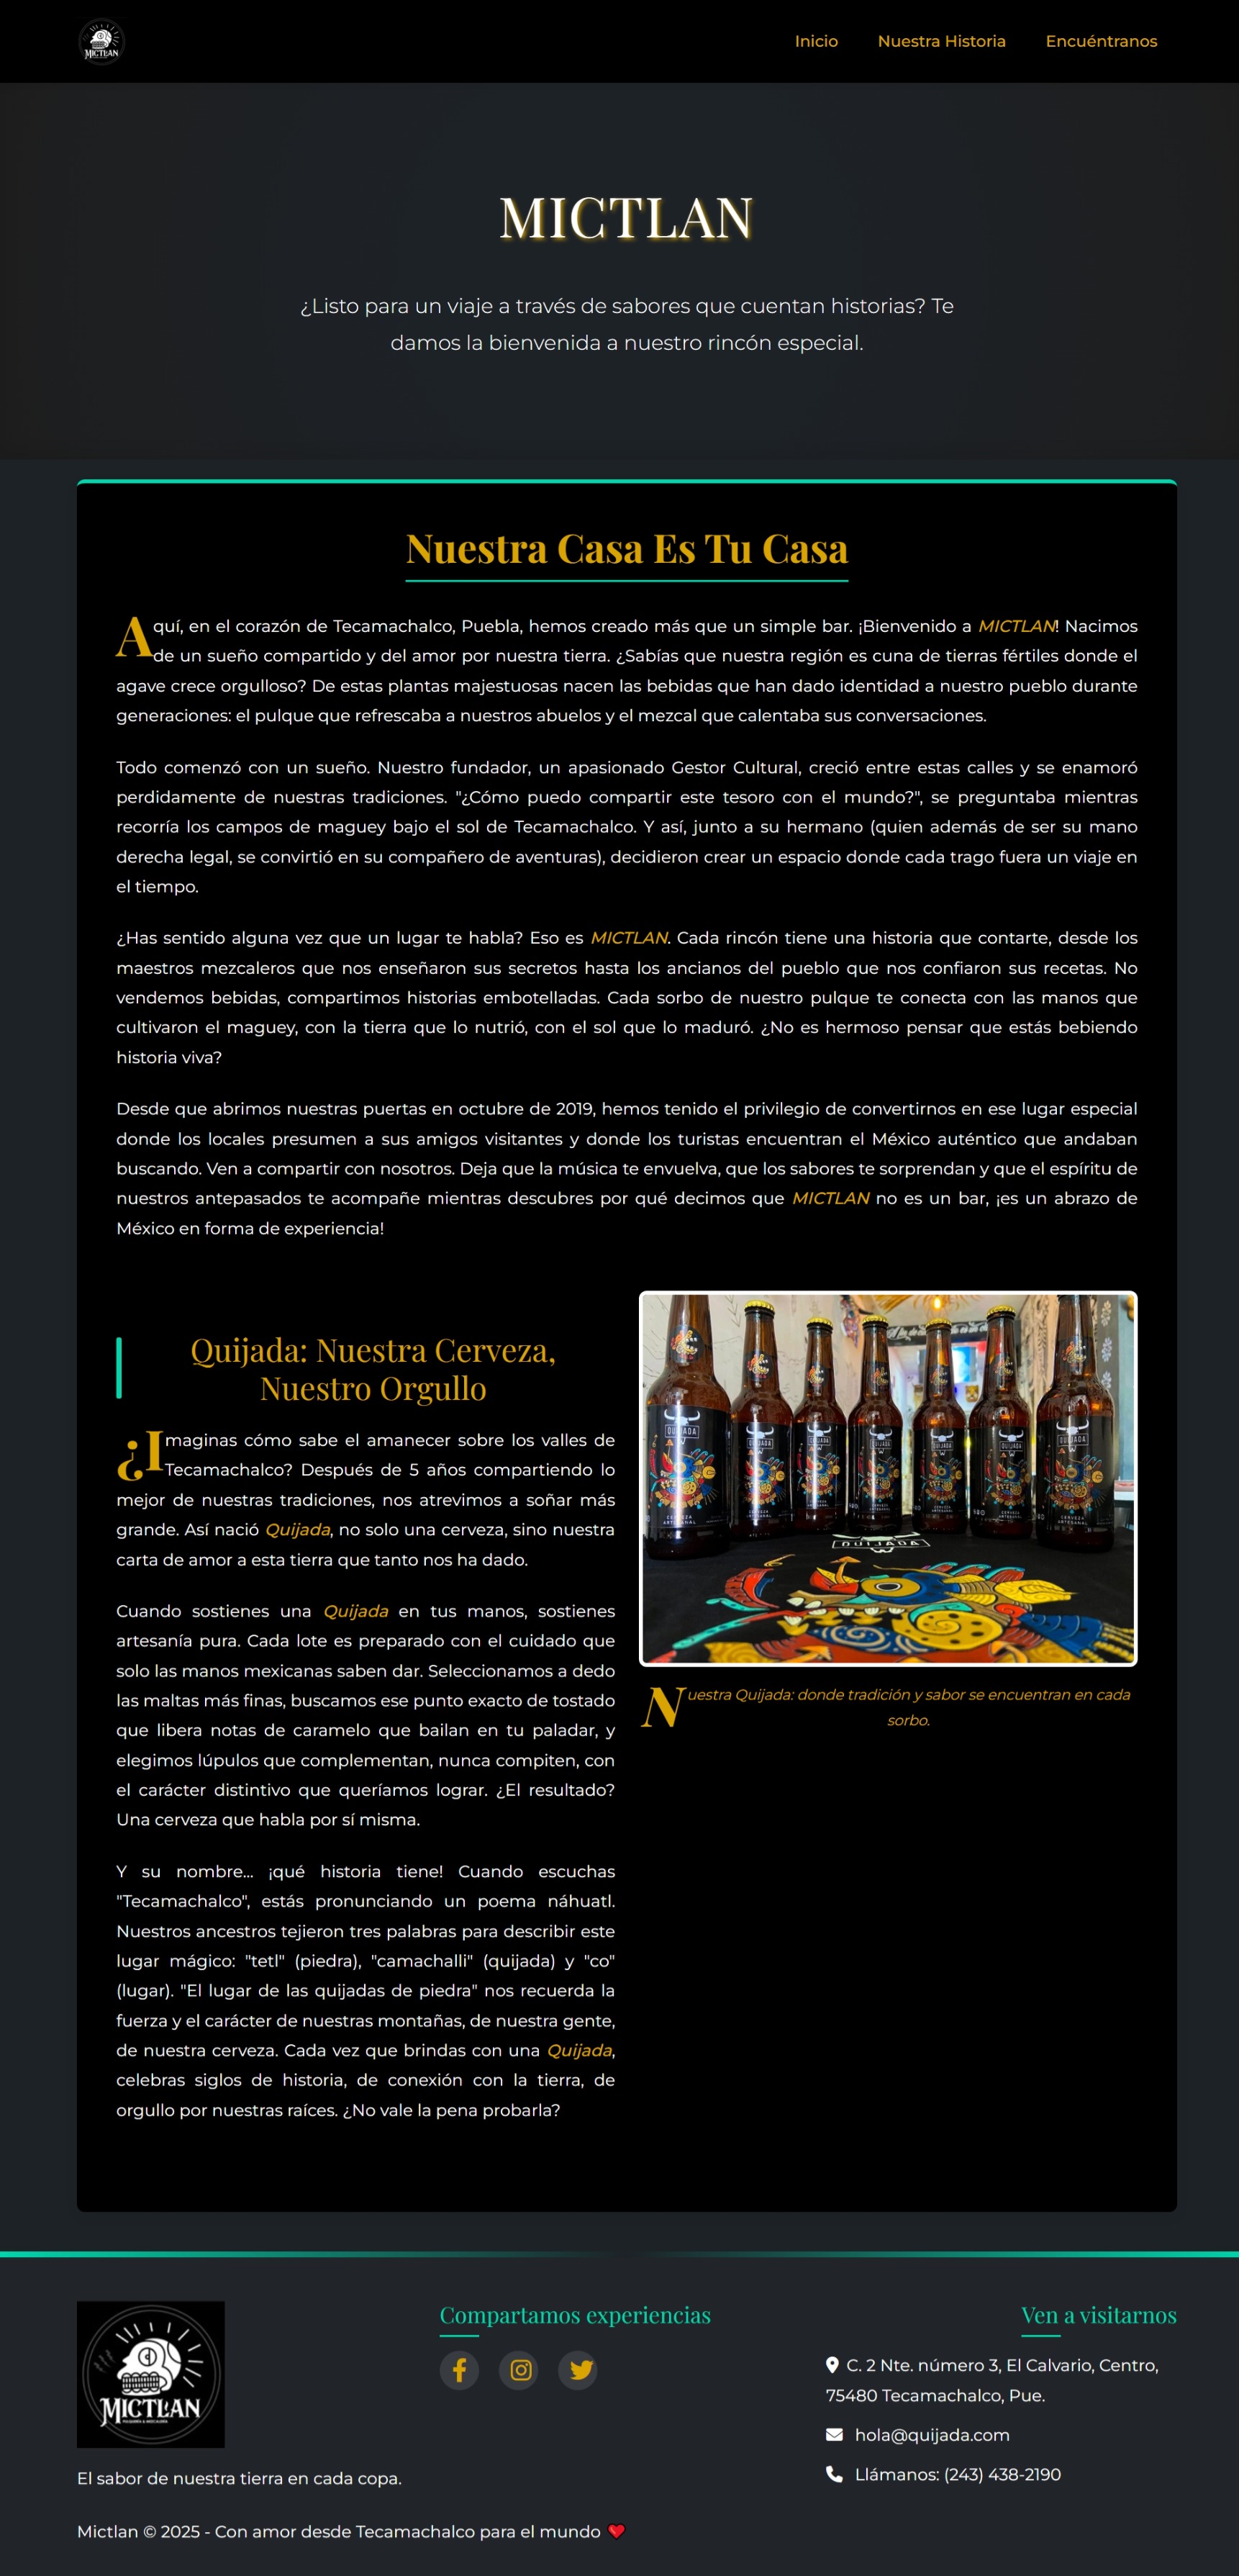 MICTLAN
Inicio
Nuestra Historia
Encuéntranos
MICTLAN
¿Listo para un viaje a través de sabores que cuentan historias? Te
damos la bienvenida a nuestro rincón especial.
Nuestra Casa Es Tu Casa
Aquí, en el corazón de Tecamachalco, Puebla, hemos creado más que un simple bar. ¡Bienvenido a MICTLAN! Nacimos
de un sueño compartido y del amor por nuestra tierra. ¿Sabías que nuestra región es cuna de tierras fértiles donde el
agave crece orgulloso? De estas plantas majestuosas nacen las bebidas que han dado identidad a nuestro pueblo durante
generaciones: el pulque que refrescaba a nuestros abuelos y el mezcal que calentaba sus conversaciones.
Todo comenzó con un sueño. Nuestro fundador, un apasionado Gestor Cultural, creció entre estas calles y se enamoró
perdidamente de nuestras tradiciones. "¿Cómo puedo compartir este tesoro con el mundo?", se preguntaba mientras
recorría los campos de maguey bajo el sol de Tecamachalco. Y así, junto a su hermano (quien además de ser su mano
derecha legal, se convirtió en su compañero de aventuras), decidieron crear un espacio donde cada trago fuera un viaje en
el tiempo.
¿Has sentido alguna vez que un lugar te habla? Eso es MICTLAN. Cada rincón tiene una historia que contarte, desde los
maestros mezcaleros que nos enseñaron sus secretos hasta los ancianos del pueblo que nos confiaron sus recetas. No
vendemos bebidas, compartimos historias embotelladas. Cada sorbo de nuestro pulque te conecta con las manos que
cultivaron el maguey, con la tierra que lo nutrió, con el sol que lo maduró. ¿No es hermoso pensar que estás bebiendo
historia viva?
Desde que abrimos nuestras puertas en octubre de 2019, hemos tenido el privilegio de convertirnos en ese lugar especial
donde los locales presumen a sus amigos visitantes y donde los turistas encuentran el México auténtico que andaban
buscando. Ven a compartir con nosotros. Deja que la música te envuelva, que los sabores te sorprendan y que el espíritu de
nuestros antepasados te acompañe mientras descubres por qué decimos que MICTLAN no es un bar, ¡es un abrazo de
México en forma de experiencia!
Quijada: Nuestra Cerveza,
Nuestro Orgullo
¿Imaginas cómo sabe el amanecer sobre los valles de
Tecamachalco? Después de 5 años compartiendo lo
mejor de nuestras tradiciones, nos atrevimos a soñar más
grande. Así nació Quijada, no solo una cerveza, sino nuestra
carta de amor a esta tierra que tanto nos ha dado.
Cuando sostienes una Quijada en tus manos, sostienes
artesanía pura. Cada lote es preparado con el cuidado que
solo las manos mexicanas saben dar. Seleccionamos a dedo
las maltas más finas, buscamos ese punto exacto de tostado
que libera notas de caramelo que bailan en tu paladar, y
elegimos lúpulos que complementan, nunca compiten, con
el carácter distintivo que queríamos lograr. ¿El resultado?
Una cerveza que habla por sí misma.
Y su nombre... ¡qué historia tiene! Cuando escuchas
"Tecamachalco", estás pronunciando un poema náhuatl.
Nuestros ancestros tejieron tres palabras para describir este
lugar mágico: "tetl" (piedra), "camachalli" (quijada) y "co"
(lugar). "El lugar de las quijadas de piedra" nos recuerda la
fuerza y el carácter de nuestras montañas, de nuestra gente,
de nuestra cerveza. Cada vez que brindas con una Quijada,
celebras siglos de historia, de conexión con la tierra, de
orgullo por nuestras raíces. ¿No vale la pena probarla?
QUIJADA
QUIJADA
QUIJADA
QUIJADA
QUIJADA
QUIJADA
QUIJADA
CERVEZA
ARTESANAL
QUIJADA
Nuestra Quijada: donde tradición y sabor se encuentran en cada
sorbo.
MICTLAN
El sabor de nuestra tierra en cada copa.
Compartamos experiencias
Ven a visitarnos
C. 2 Nte. número 3, El Calvario, Centro,
75480 Tecamachalco, Pue.
hola@quijada.com
Llámanos: (243) 438-2190
Mictlan © 2025 - Con amor desde Tecamachalco para el mundo ❤️